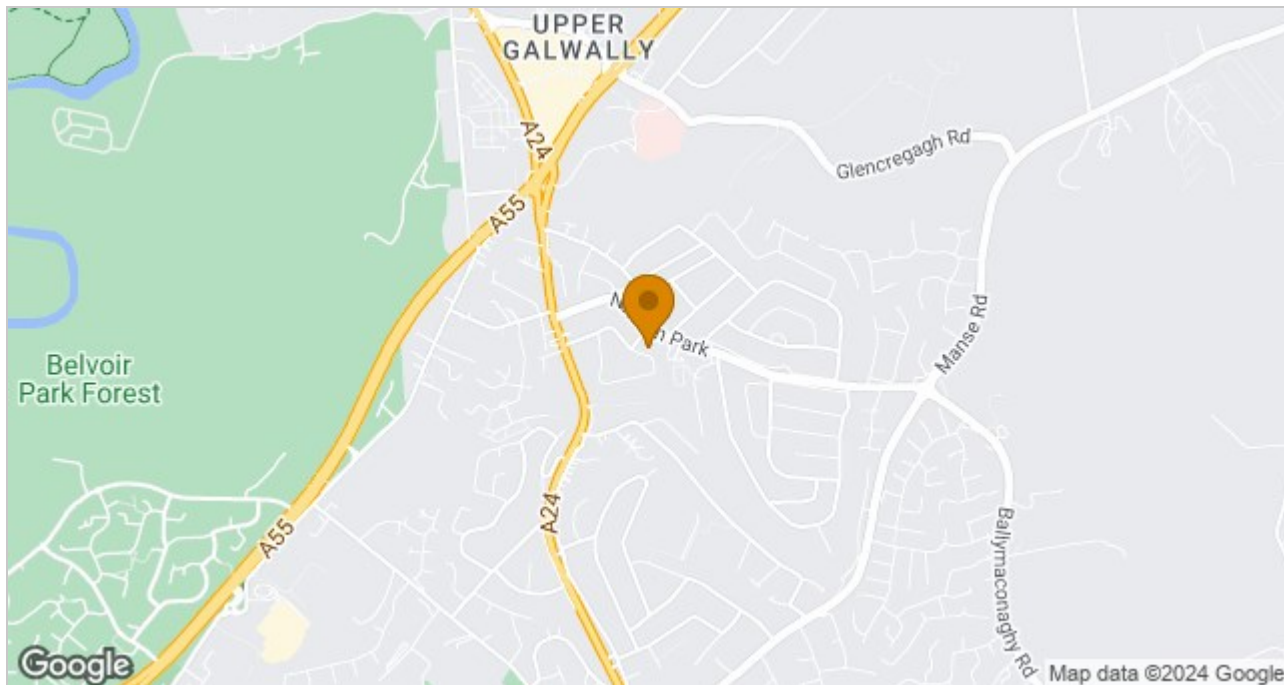 UPPER
GALWALLY
A24
A55
Glencregagh Rd
Park
Manse Rd
Belvoir
Park Forest
A24
A55
Ballymaconaghy Rd
Google
Map data ©2024 Google